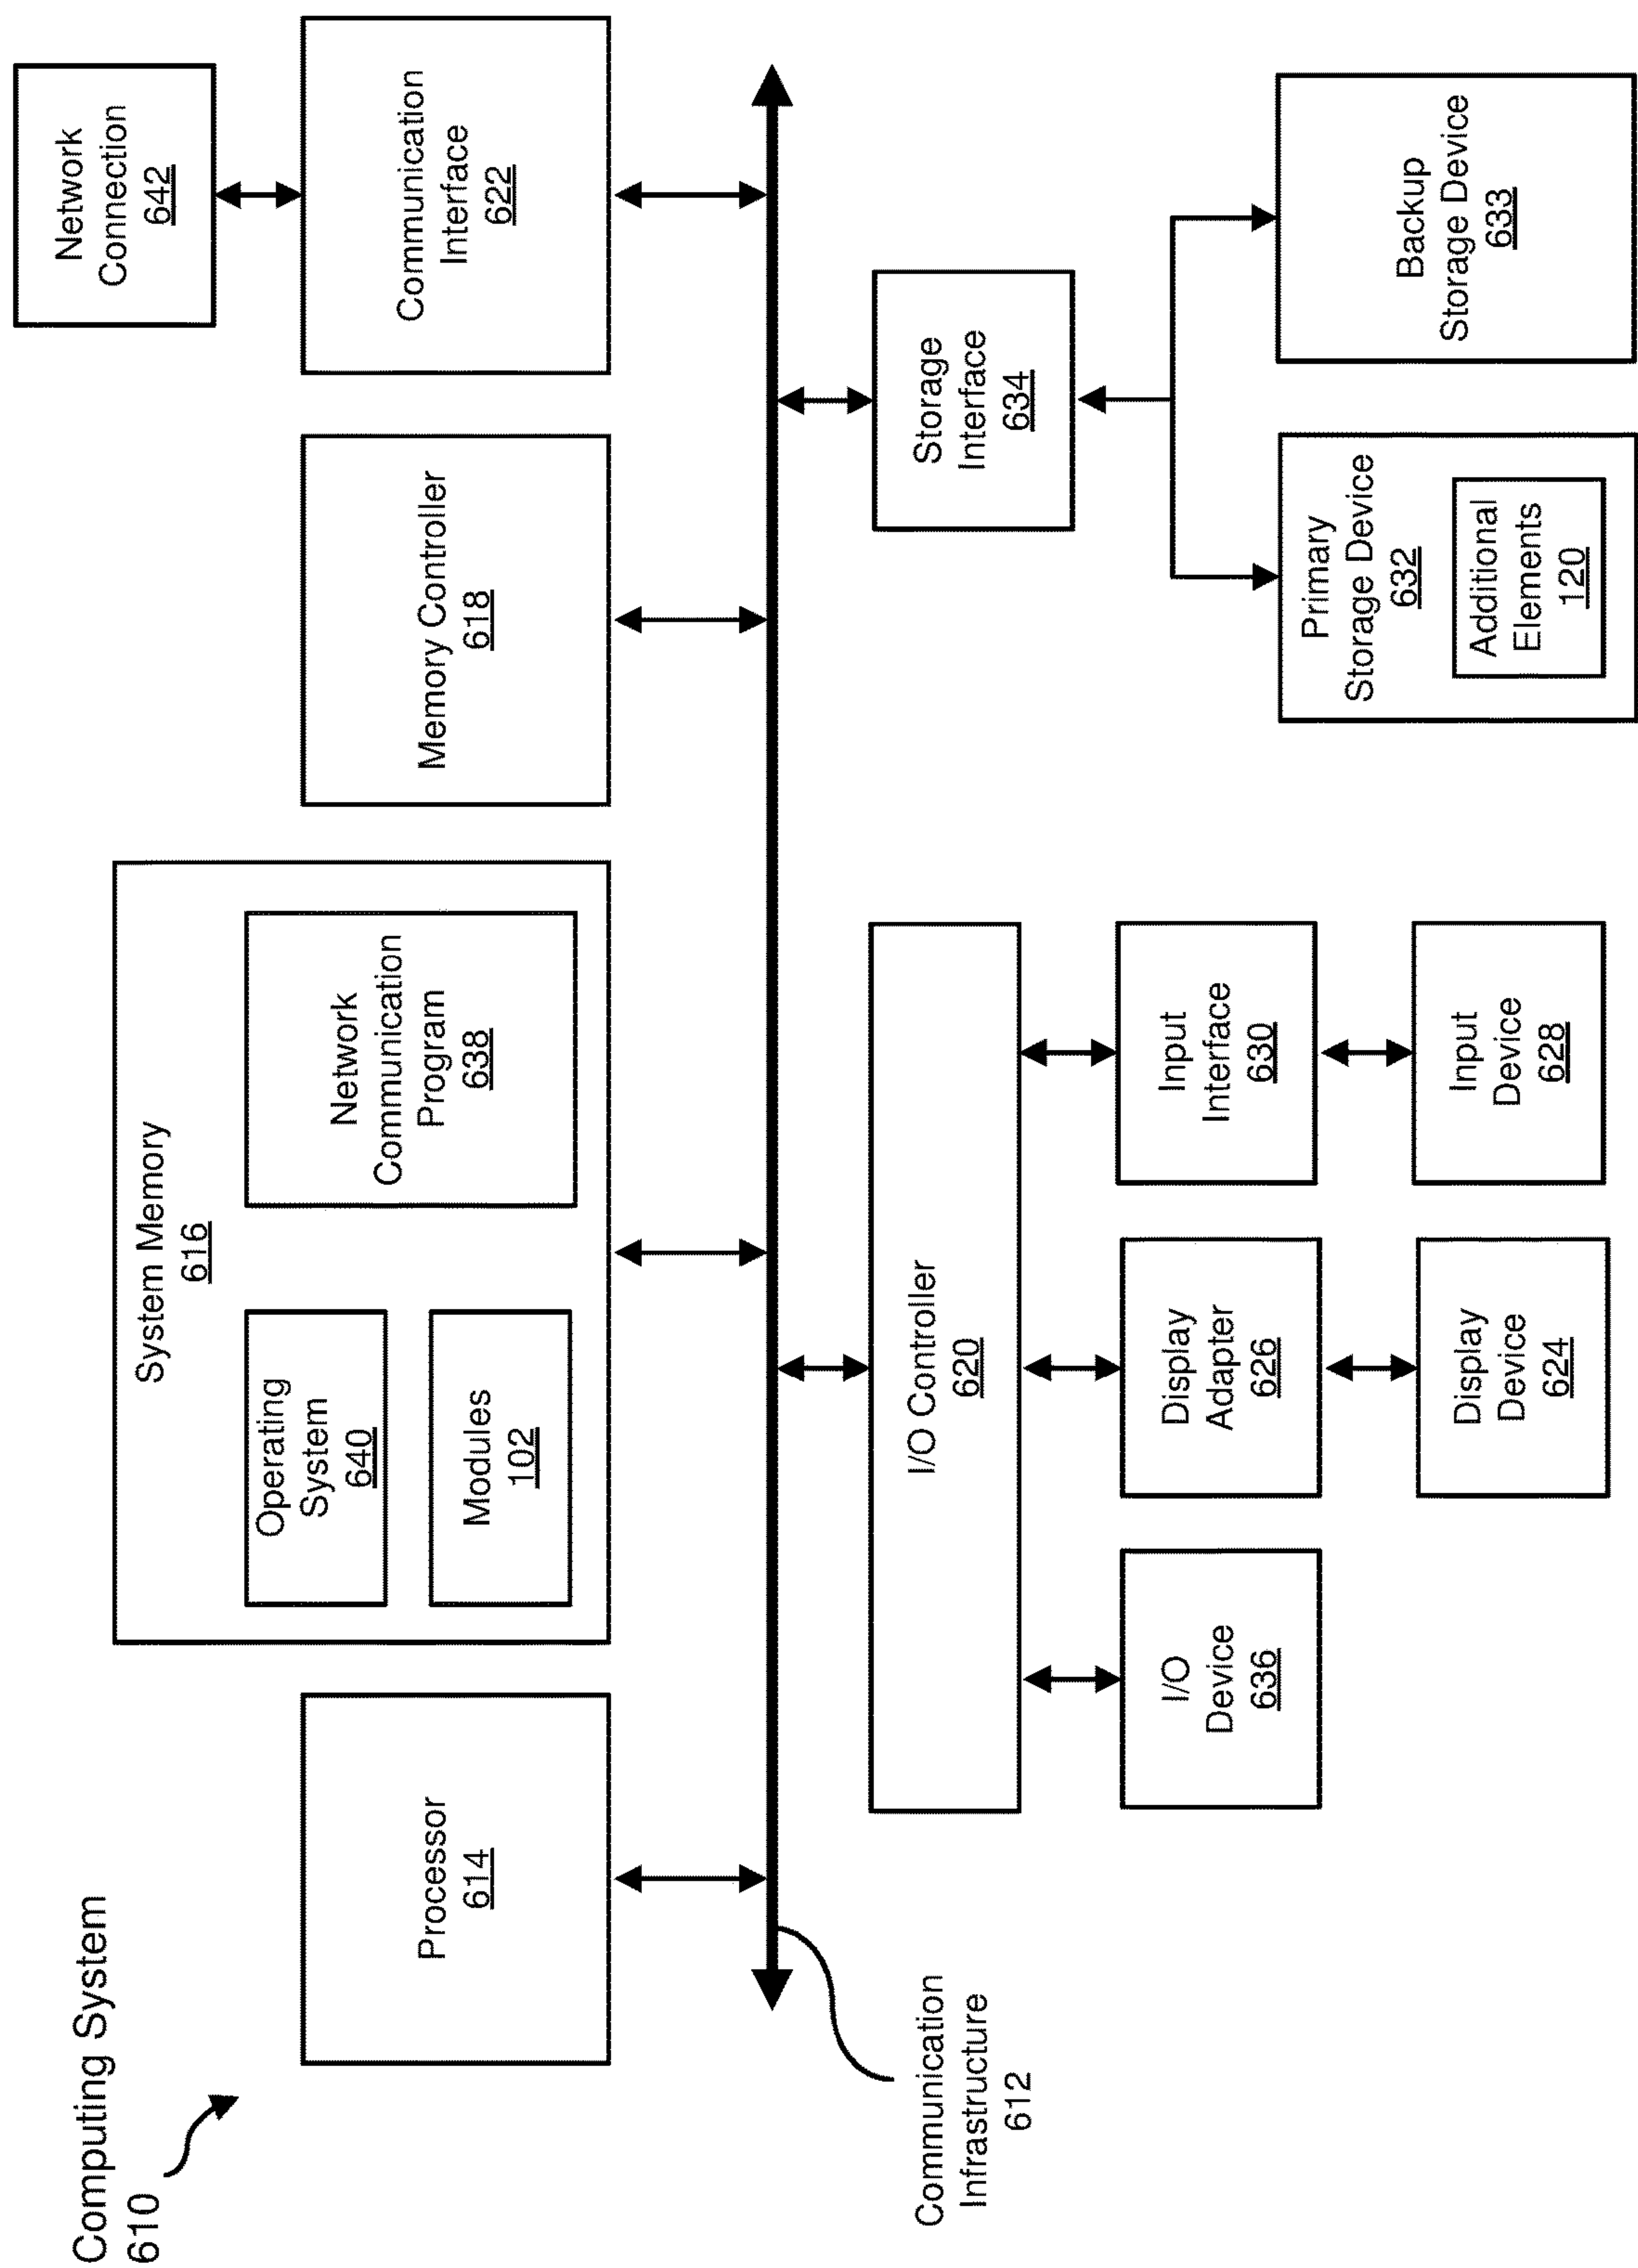 Computing System
610
Processor
614
System Memory
616
Operating
System
640
Modules
102
Network
Communication
Program
638
Memory Controller
618
Communication
Interface
622
Network
Connection
642
Communication
Infrastructure
612
I/O Controller
620
I/O
Device
636
Display
Adapter
626
Display
Device
624
Input
Interface
630
Input
Device
628
Storage
Interface
634
Primary
Storage Device
632
Additional
Elements
120
Backup
Storage Device
633